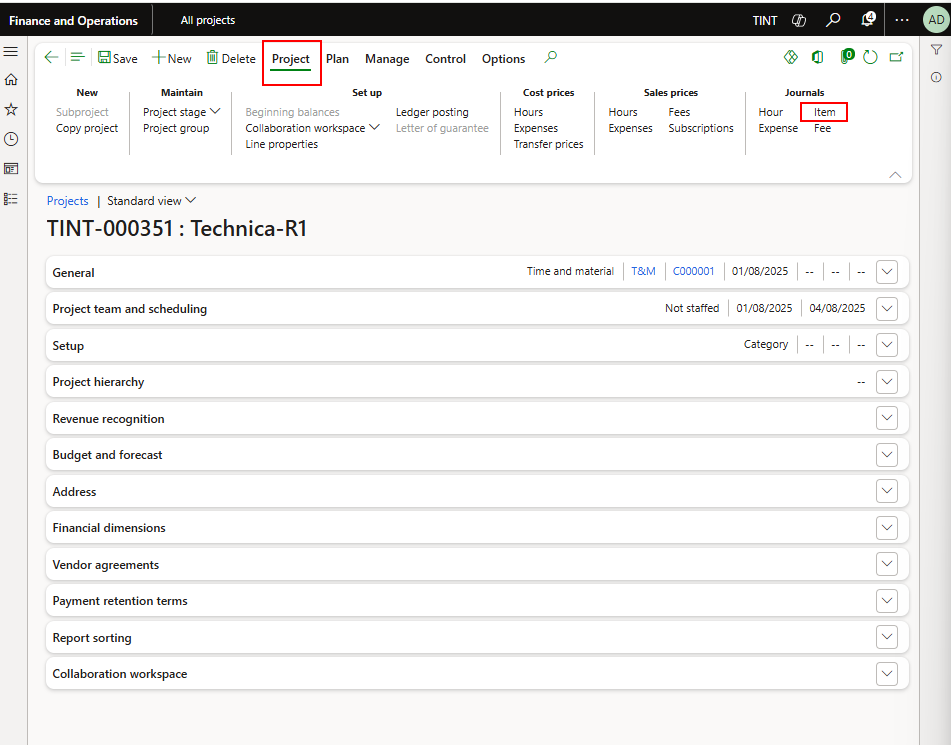 Finance and Operations
All projects
TINT
4
AD
Save
New
Delete
Project
Plan
Manage
Control
Options
0
New
Subproject
Copy project
Maintain
Project stage
Project group
Set up
Beginning balances
Collaboration workspace
Line properties
Ledger posting
Letter of guarantee
Cost prices
Hours
Expenses
Transfer prices
Sales prices
Hours
Expenses
Fees
Subscriptions
Journals
Hour
Expense
Item
Fee
Projects | Standard view
TINT-000351 : Technica-R1
General Time and material T&M C000001 01/08/2025 -- -- --
Project team and scheduling Not staffed 01/08/2025 04/08/2025
Setup Category -- -- --
Project hierarchy --
Revenue recognition
Budget and forecast
Address
Financial dimensions
Vendor agreements
Payment retention terms
Report sorting
Collaboration workspace